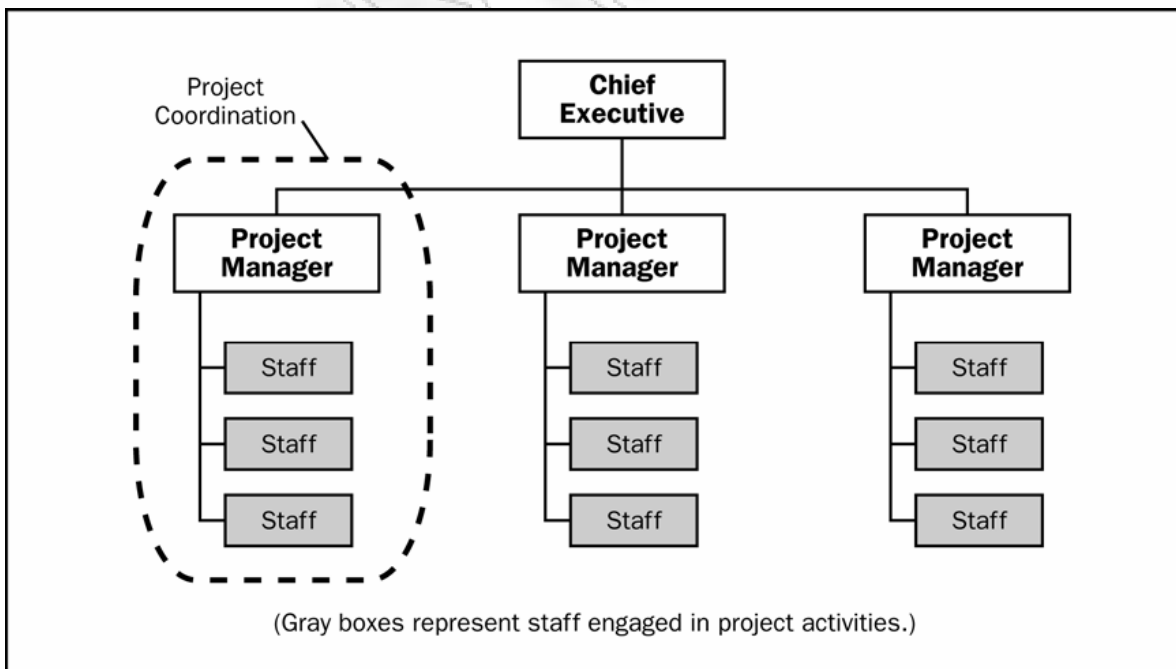 Project
Coordination
Chief
Executive
Project
Manager
Project
Manager
Project
Manager
Staff
Staff
Staff
Staff
Staff
Staff
Staff
Staff
Staff
(Gray boxes represent staff engaged in project activities.)